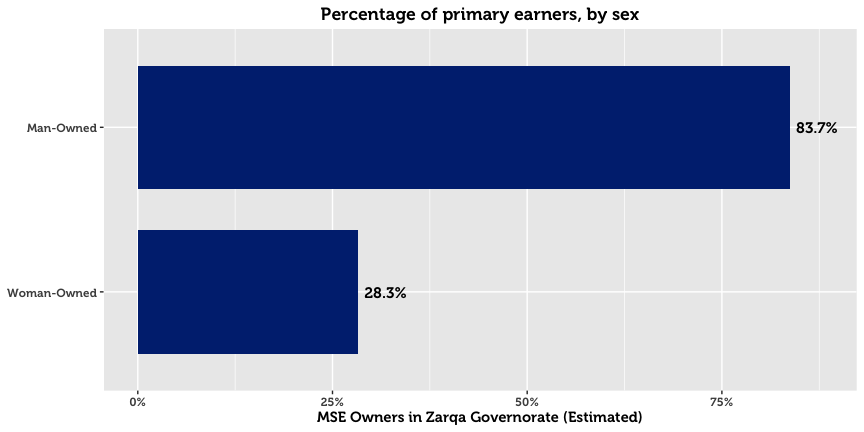 Percentage of primary earners, by sex
Man-Owned
83.7%
Woman-Owned
28.3%
0%
25%
50%
75%
MSE Owners in Zarqa Governorate (Estimated)